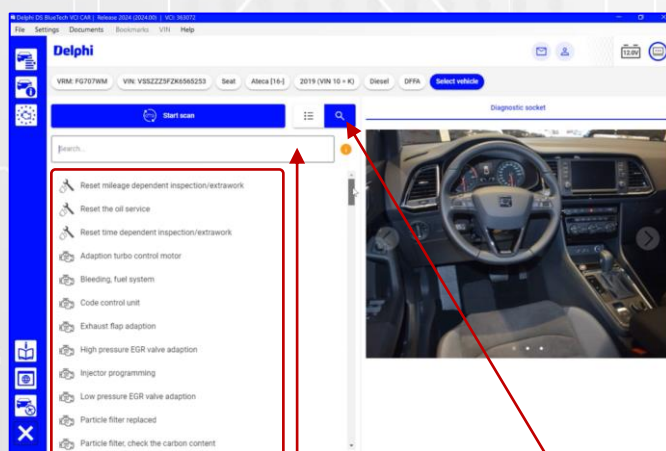 Delphi DS BlueTech VCI CAR | Release 2024 (2024.00) | VCI: 363072
File Settings Documents Bookmarks VIN Help
Delphi
12.0V
VRM: FG707WM VIN: VSSZZZ5FZK6565253 Seat Ateca [16-] 2019 (VIN 10 = K) Diesel DFFA Select vehicle
Start scan
Diagnostic socket
Search...
Reset mileage dependent inspection/extrawork
Reset the oil service
Reset time dependent inspection/extrawork
Adaption turbo control motor
Bleeding, fuel system
Code control unit
Exhaust flap adaption
High pressure EGR valve adaption
Injector programming
Low pressure EGR valve adaption
Particle filter replaced
Particle filter, check the carbon content